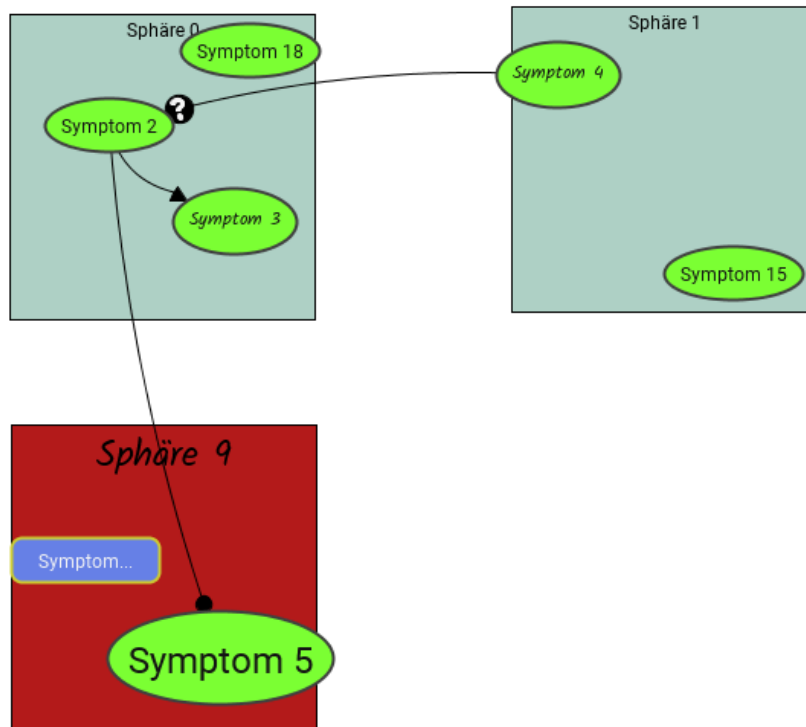 Sphäre 0
Symptom 18
Symptom 2
?
Symptom 3
Sphäre 1
Symptom 4
Symptom 15
Sphäre 9
Symptom...
Symptom 5